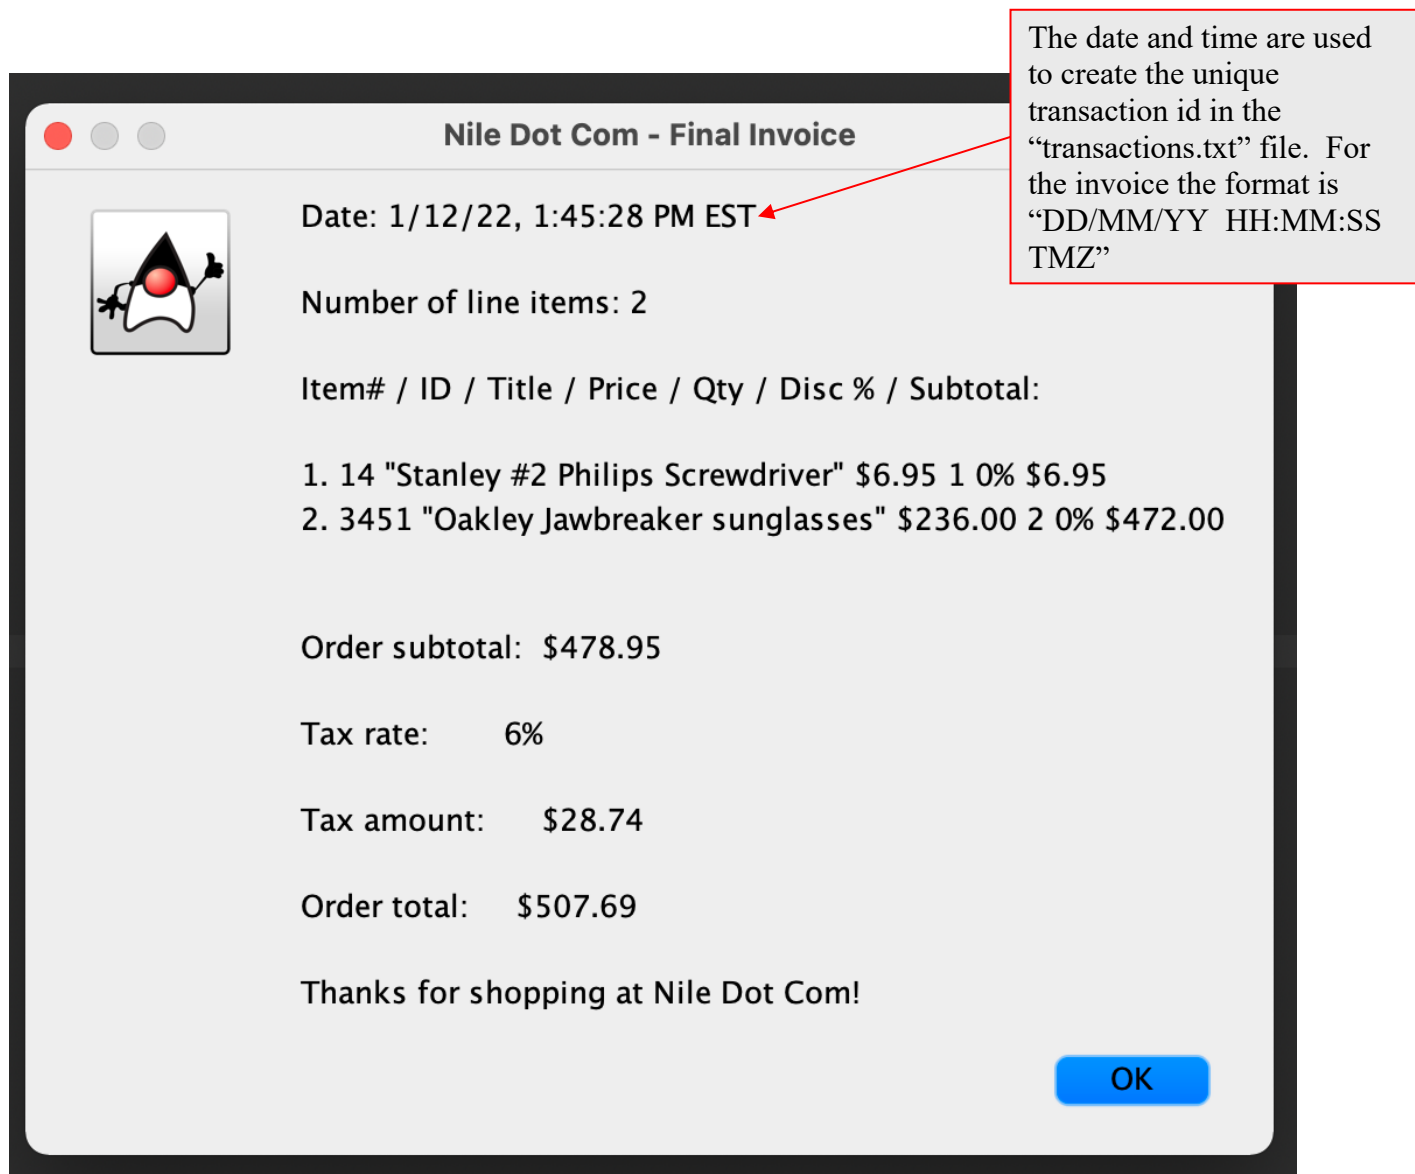 The date and time are used
to create the unique
transaction id in the
“transactions.txt” file.  For
the invoice the format is
“DD/MM/YY  HH:MM:SS
TMZ”
Nile Dot Com - Final Invoice
Date: 1/12/22, 1:45:28 PM EST
Number of line items: 2
Item# / ID / Title / Price / Qty / Disc % / Subtotal:
1. 14 "Stanley #2 Philips Screwdriver" $6.95 1 0% $6.95
2. 3451 "Oakley Jawbreaker sunglasses" $236.00 2 0% $472.00
Order subtotal:  $478.95
Tax rate:  6%
Tax amount:  $28.74
Order total:  $507.69
Thanks for shopping at Nile Dot Com!
OK